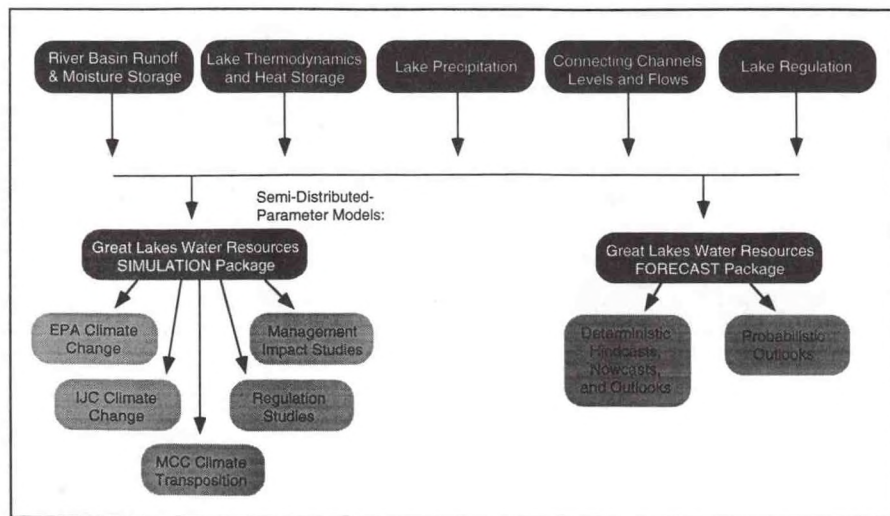 River Basin Runoff
& Moisture Storage
Lake Thermodynamics
and Heat Storage
Lake Precipitation
Connecting Channels
Levels and Flows
Lake Regulation
Semi-Distributed-
Parameter Models:
Great Lakes Water Resources
SIMULATION Package
Great Lakes Water Resources
FORECAST Package
EPA Climate
Change
Management
Impact Studies
Deterministic
Hindcasts,
Nowcasts,
and Outlooks
Probabilistic
Outlooks
IJC Climate
Change
Regulation
Studies
MCC Climate
Transposition